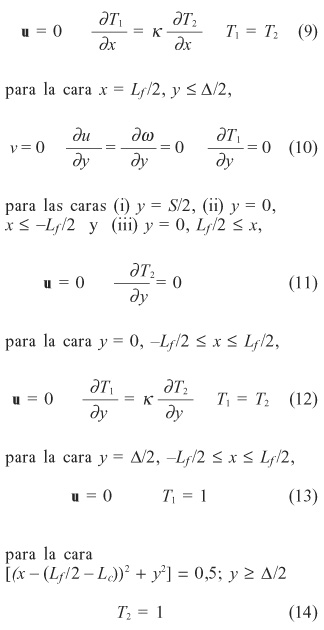 u = 0   ∂T₁/∂x = κ ∂T₂/∂x   T₁ = T₂   (9)
para la cara x = L_f/2, y ≤ Δ/2,
v = 0   ∂u/∂y = ∂ω/∂y = 0   ∂T₁/∂y = 0   (10)
para las caras (i) y = S/2, (ii) y = 0,
x ≤ –L_f/2 y (iii) y = 0, L_f/2 ≤ x,
u = 0   ∂T₂/∂y = 0   (11)
para la cara y = 0, –L_f/2 ≤ x ≤ L_f/2,
u = 0   ∂T₁/∂y = κ ∂T₂/∂y   T₁ = T₂   (12)
para la cara y = Δ/2, –L_f/2 ≤ x ≤ L_f/2,
u = 0   T₁ = 1   (13)
para la cara
[(x – (L_f/2 – L_c))² + y²] = 0,5; y ≥ Δ/2
T₂ = 1   (14)